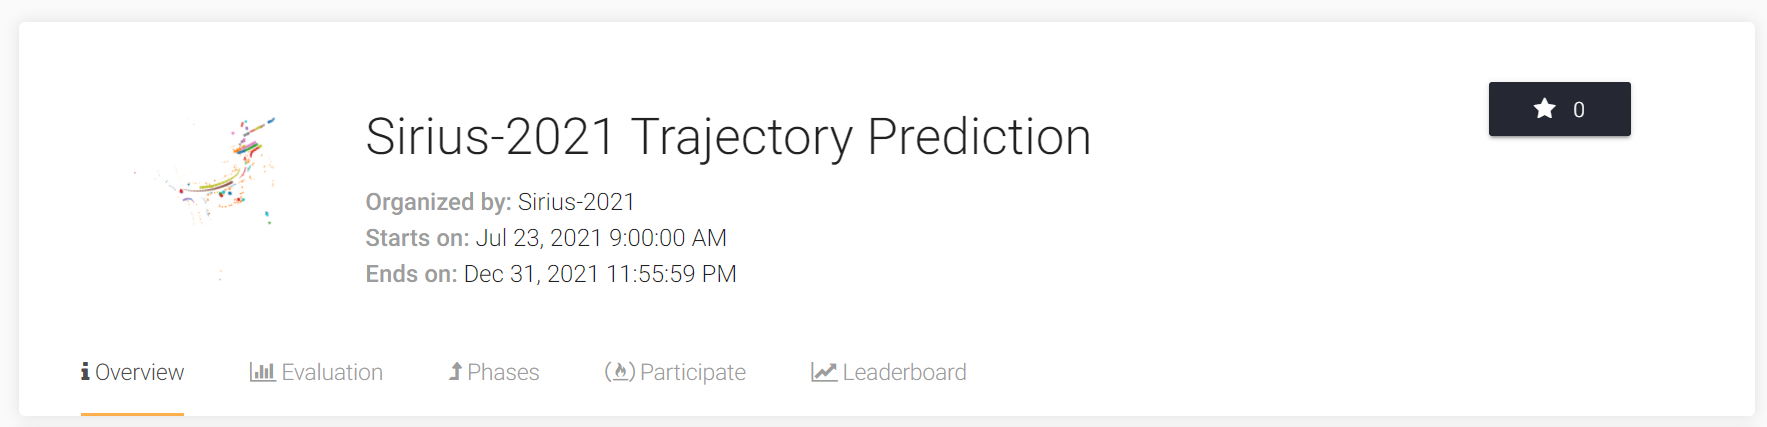 0
Sirius-2021 Trajectory Prediction
Organized by: Sirius-2021
Starts on: Jul 23, 2021 9:00:00 AM
Ends on: Dec 31, 2021 11:55:59 PM
Overview Evaluation Phases Participate Leaderboard